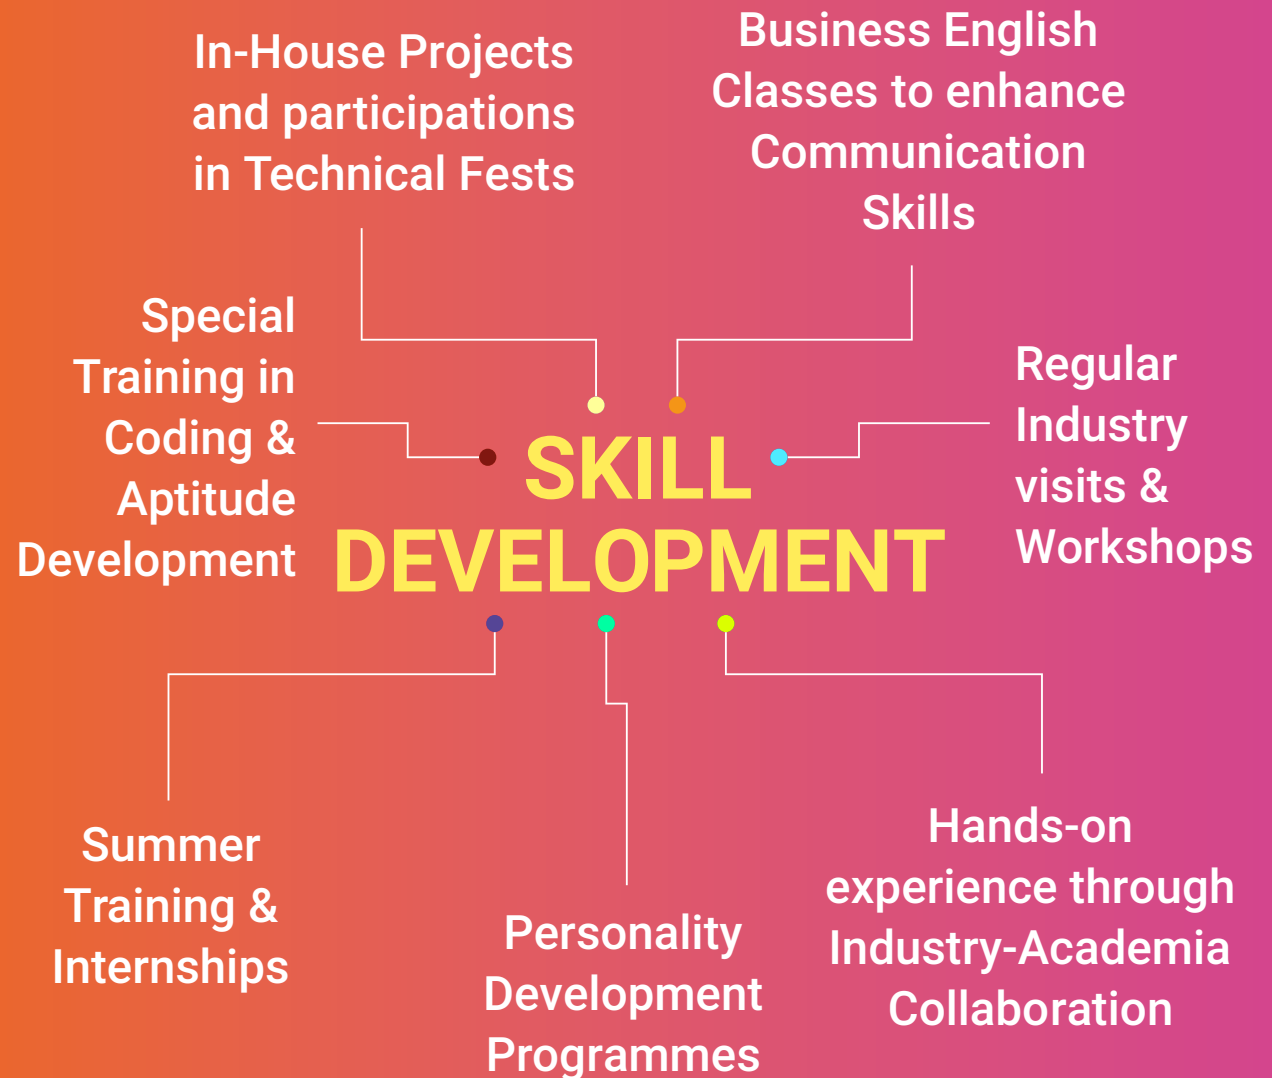 In-House Projects
and participations
in Technical Fests
Business English
Classes to enhance
Communication
Skills
Special
Training in
Coding &
Aptitude
Development
SKILL
DEVELOPMENT
Regular
Industry
visits &
Workshops
Summer
Training &
Internships
Personality
Development
Programmes
Hands-on
experience through
Industry-Academia
Collaboration